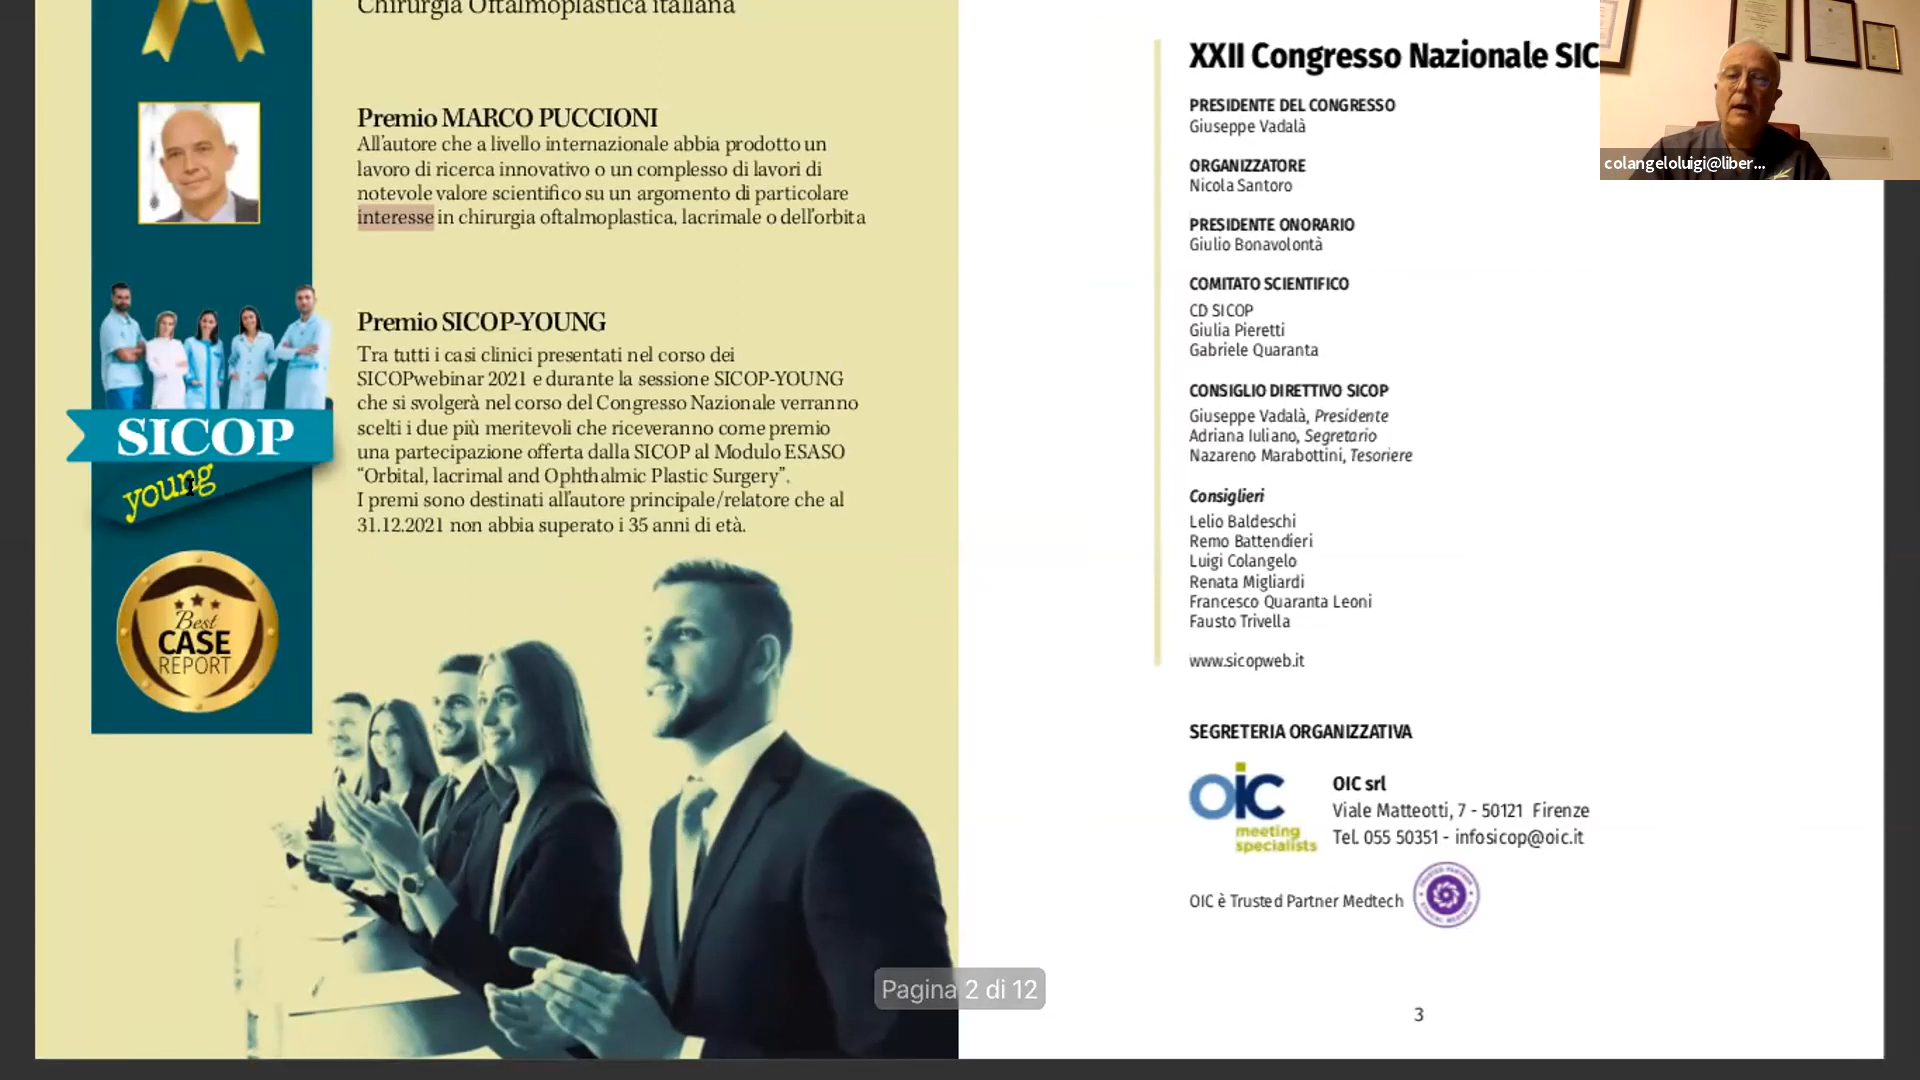 Chirurgia Oftalmoplastica italiana
Premio MARCO PUCCIONI
All'autore che a livello internazionale abbia prodotto un
lavoro di ricerca innovativo o un complesso di lavori di
notevole valore scientifico su un argomento di particolare
interesse in chirurgia oftalmoplastica, lacrimale o dell'orbita
Premio SICOP-YOUNG
Tra tutti i casi clinici presentati nel corso dei
SICOPwebinar 2021 e durante la sessione SICOP-YOUNG
che si svolgerà nel corso del Congresso Nazionale verranno
scelti i due più meritevoli che riceveranno come premio
una partecipazione offerta dalla SICOP al Modulo ESASO
“Orbital, lacrimal and Ophthalmic Plastic Surgery”.
I premi sono destinati all'autore principale/relatore che al
31.12.2021 non abbia superato i 35 anni di età.
SICOP
young
Best
CASE
REPORT
XXII Congresso Nazionale SIC
PRESIDENTE DEL CONGRESSO
Giuseppe Vadalà
ORGANIZZATORE
Nicola Santoro
PRESIDENTE ONORARIO
Giulio Bonavolontà
COMITATO SCIENTIFICO
CD SICOP
Giulia Pieretti
Gabriele Quaranta
CONSIGLIO DIRETTIVO SICOP
Giuseppe Vadalà, Presidente
Adriana Iuliano, Segretario
Nazareno Marabottini, Tesoriere
Consiglieri
Lelio Baldeschi
Remo Battendieri
Luigi Colangelo
Renata Migliardi
Francesco Quaranta Leoni
Fausto Trivella
www.sicopweb.it
SEGRETERIA ORGANIZZATIVA
OIC
meeting
specialists
OIC srl
Viale Matteotti, 7 - 50121 Firenze
Tel. 055 50351 - infosicop@oic.it
OIC è Trusted Partner Medtech
TRUSTED PARTNER
ETHICAL MEDTECH
3
Pagina 2 di 12
colangeloluigi@liber...